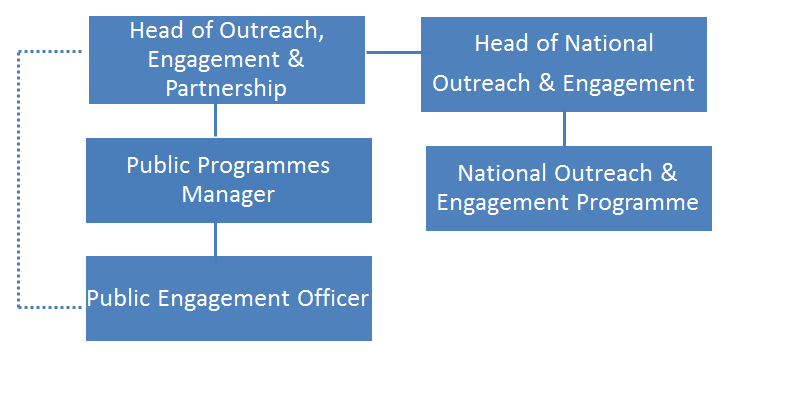 Head of Outreach,
Engagement &
Partnership
Head of National
Outreach & Engagement
Public Programmes
Manager
National Outreach &
Engagement Programme
Public Engagement Officer